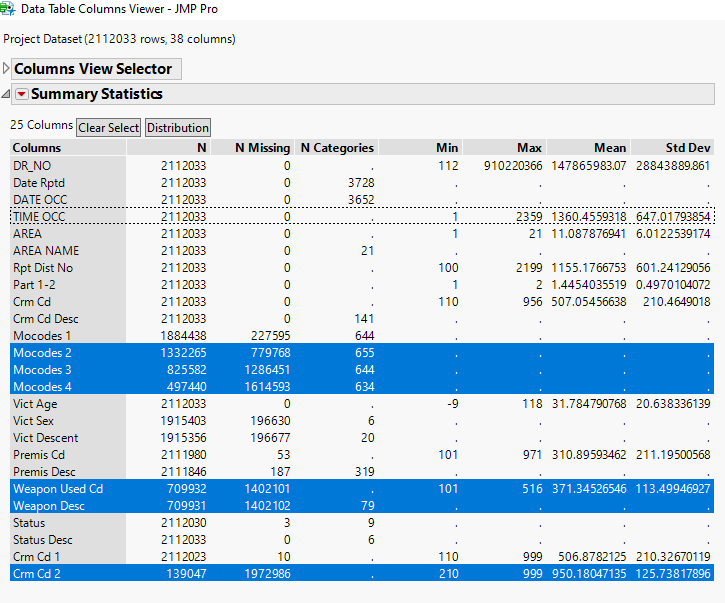 Data Table Columns Viewer - JMP Pro
Project Dataset (2112033 rows, 38 columns)
Columns View Selector
Summary Statistics
25 Columns Clear Select Distribution
Columns N N Missing N Categories Min Max Mean Std Dev
DR_NO 2112033 0 . 112 910220366 147865983.07 28843889.861
Date Rptd 2112033 0 3728 . . . .
DATE OCC 2112033 0 3652 . . . .
TIME OCC 2112033 0 . 1 2359 1360.4559318 647.01793854
AREA 2112033 0 . 1 21 11.087876941 6.0122539174
AREA NAME 2112033 0 21 . . . .
Rpt Dist No 2112033 0 . 100 2199 1155.1766753 601.24129056
Part 1-2 2112033 0 . 1 2 1.4454035519 0.4970104072
Crm Cd 2112033 0 . 110 956 507.05456638 210.4649018
Crm Cd Desc 2112033 0 141 . . . .
Mocodes 1 1884438 227595 644 . . . .
Mocodes 2 1332265 779768 655 . . . .
Mocodes 3 825582 1286451 644 . . . .
Mocodes 4 497440 1614593 634 . . . .
Vict Age 2112033 0 . -9 118 31.784790768 20.638336139
Vict Sex 1915403 196630 6 . . . .
Vict Descent 1915356 196677 20 . . . .
Premis Cd 2111980 53 . 101 971 310.89593462 211.19500568
Premis Desc 2111846 187 319 . . . .
Weapon Used Cd 709932 1402101 . 101 516 371.34526546 113.49946927
Weapon Desc 709931 1402102 79 . . . .
Status 2112030 3 9 . . . .
Status Desc 2112033 0 6 . . . .
Crm Cd 1 2112023 10 . 110 999 506.8782125 210.32670119
Crm Cd 2 139047 1972986 . 210 999 950.18047135 125.73817896